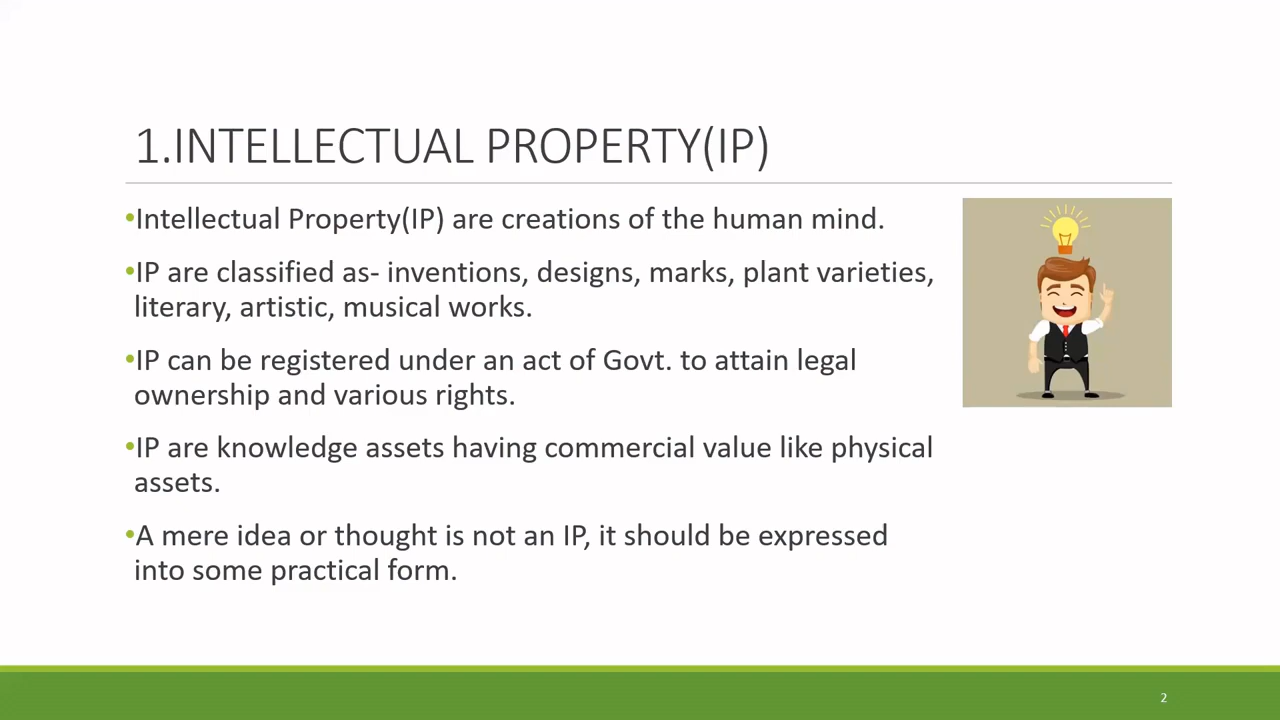 1.INTELLECTUAL PROPERTY(IP)
•Intellectual Property(IP) are creations of the human mind.
•IP are classified as- inventions, designs, marks, plant varieties,
literary, artistic, musical works.
•IP can be registered under an act of Govt. to attain legal
ownership and various rights.
•IP are knowledge assets having commercial value like physical
assets.
•A mere idea or thought is not an IP, it should be expressed
into some practical form.
2